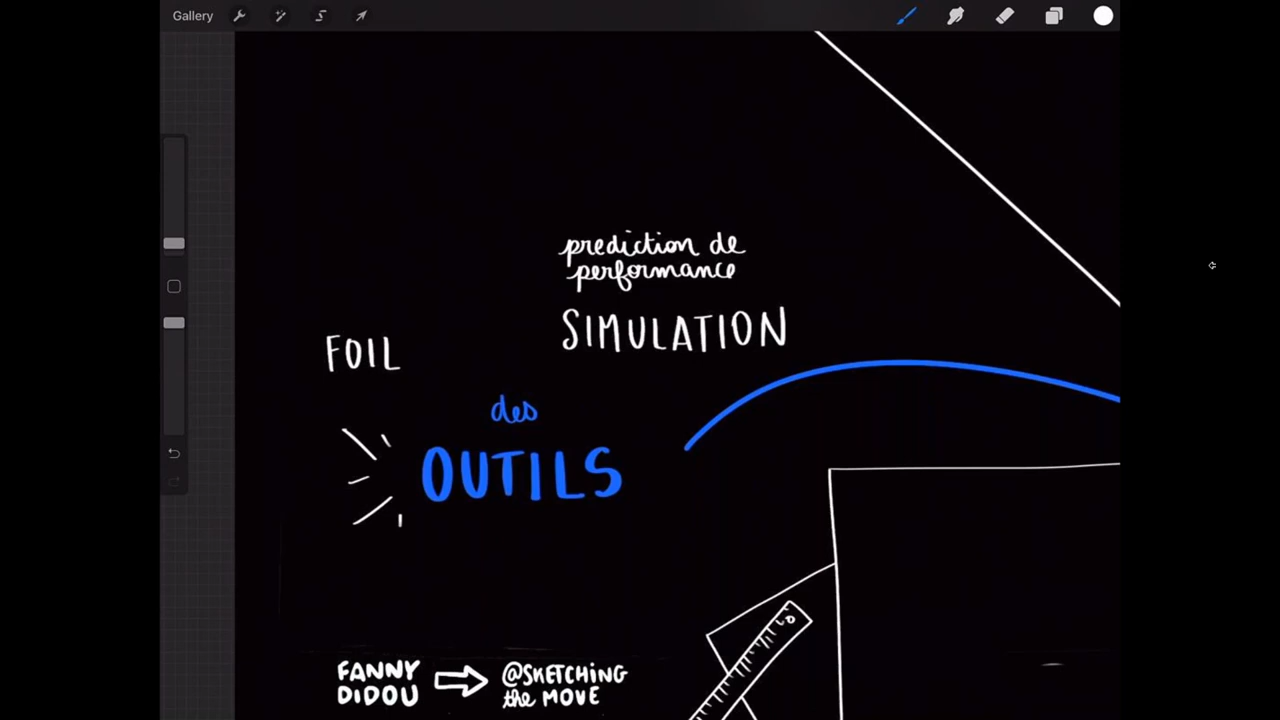 Gallery
prediction de
performance
SIMULATION
FOIL
des
OUTILS
FANNY
DIDOU
@SKETCHING
the MOVE